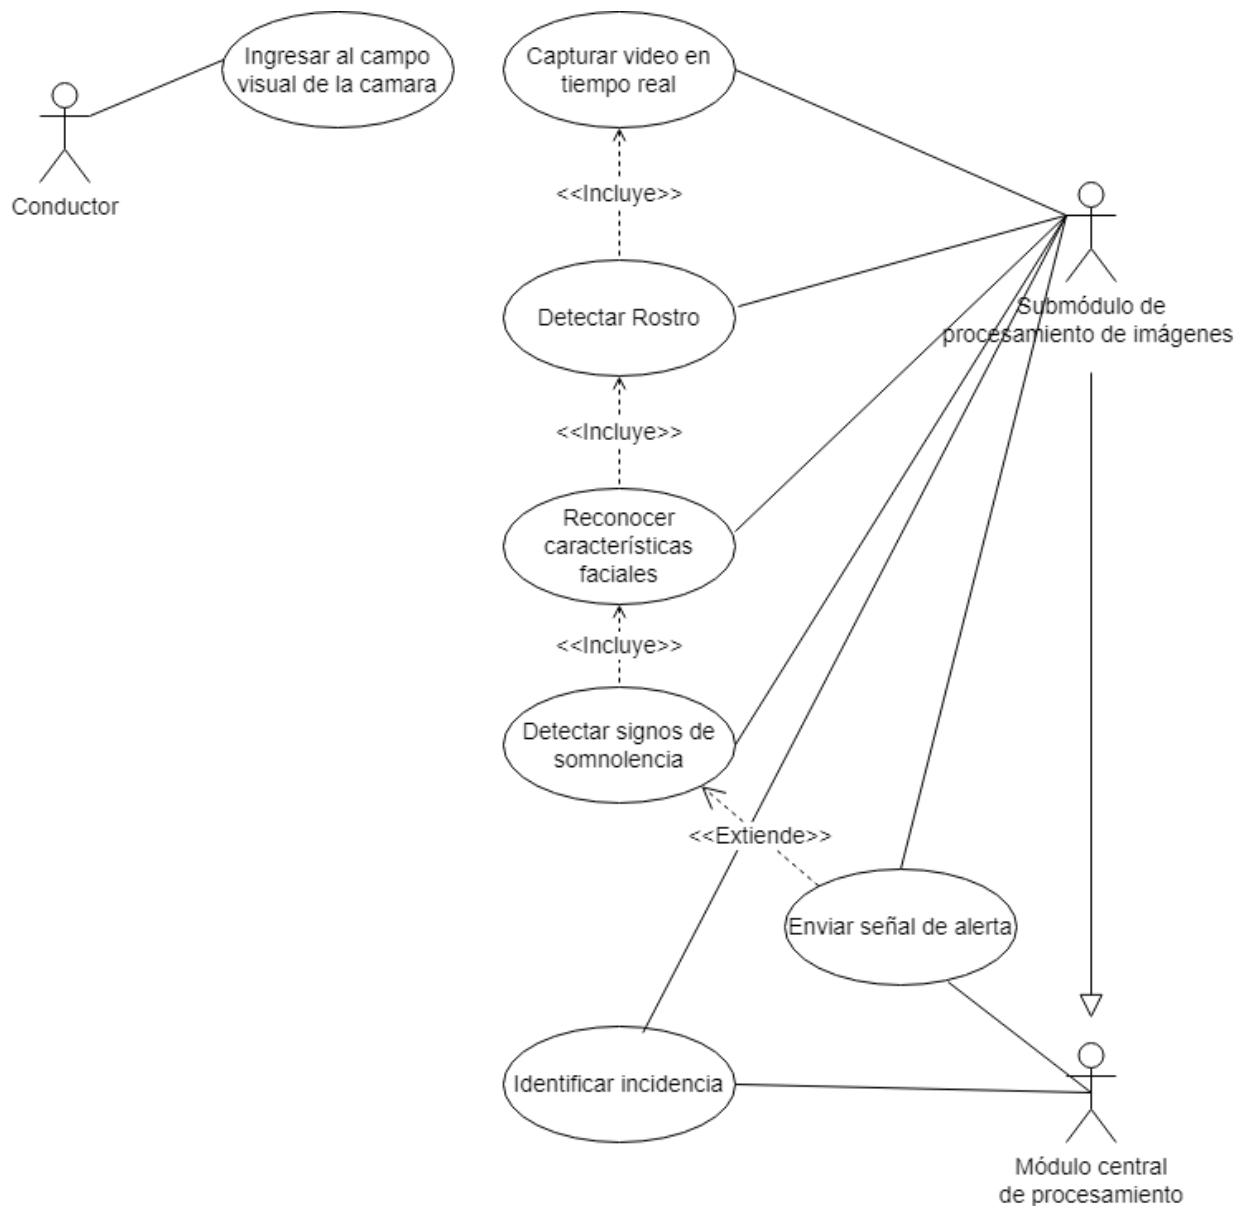 Ingresar al campo
visual de la camara
Capturar video en
tiempo real
Conductor
<<Incluye>>
Submódulo de
procesamiento de imágenes
Detectar Rostro
<<Incluye>>
Reconocer
características
faciales
<<Incluye>>
Detectar signos de
somnolencia
<<Extiende>>
Enviar señal de alerta
Identificar incidencia
Módulo central
de procesamiento